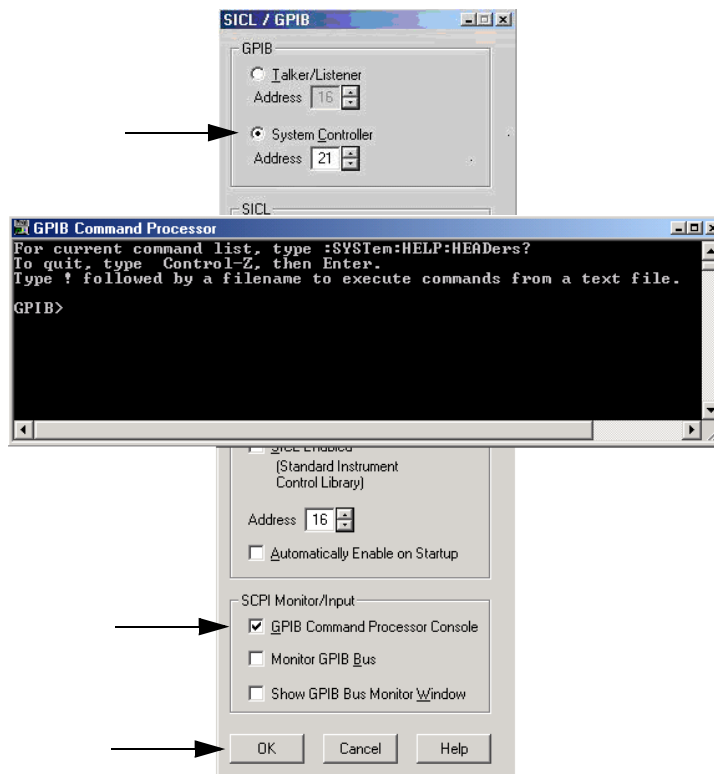 SICL / GPIB
GPIB
Talker/Listener
Address 16
System Controller
Address 21
SICL
GPIB Command Processor
For current command list, type :SYSTem:HELP:HEADers?
To quit, type  Control-Z, then Enter.
Type ! followed by a filename to execute commands from a text file.
GPIB>
SICL Enabled
(Standard Instrument
Control Library)
Address 16
Automatically Enable on Startup
SCPI Monitor/Input
GPIB Command Processor Console
Monitor GPIB Bus
Show GPIB Bus Monitor Window
OK Cancel Help